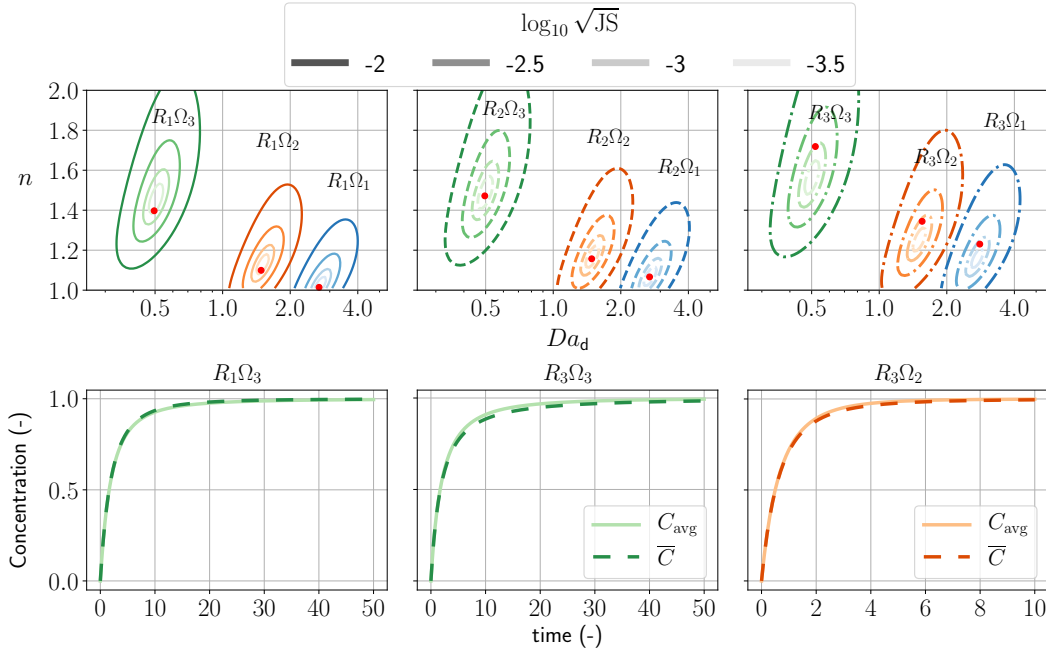 log₁₀ √JS
-2 -2.5 -3 -3.5
2.0
1.8
1.6
1.4
1.2
1.0
n
R₁Ω₃
R₁Ω₂
R₁Ω₁
R₂Ω₃
R₂Ω₂
R₂Ω₁
R₃Ω₃
R₃Ω₂
R₃Ω₁
0.5 1.0 2.0 4.0
0.5 1.0 2.0 4.0
0.5 1.0 2.0 4.0
Da_d
R₁Ω₃
R₃Ω₃
R₃Ω₂
Concentration (-)
1.0
0.5
0.0
C_avg
C̅
C_avg
C̅
0 10 20 30 40 50
0 10 20 30 40 50
0 2 4 6 8 10
time (-)